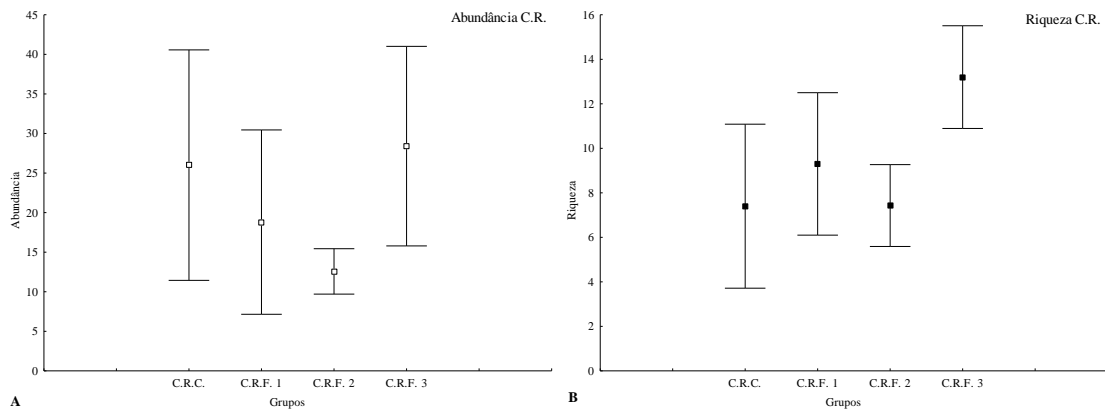 Abundância C.R.
45
40
35
30
25
20
15
10
5
0
Abundância
C.R.C. C.R.F. 1 C.R.F. 2 C.R.F. 3
Grupos
A
Riqueza C.R.
16
14
12
10
8
6
4
2
0
Riqueza
C.R.C. C.R.F. 1 C.R.F. 2 C.R.F. 3
Grupos
B